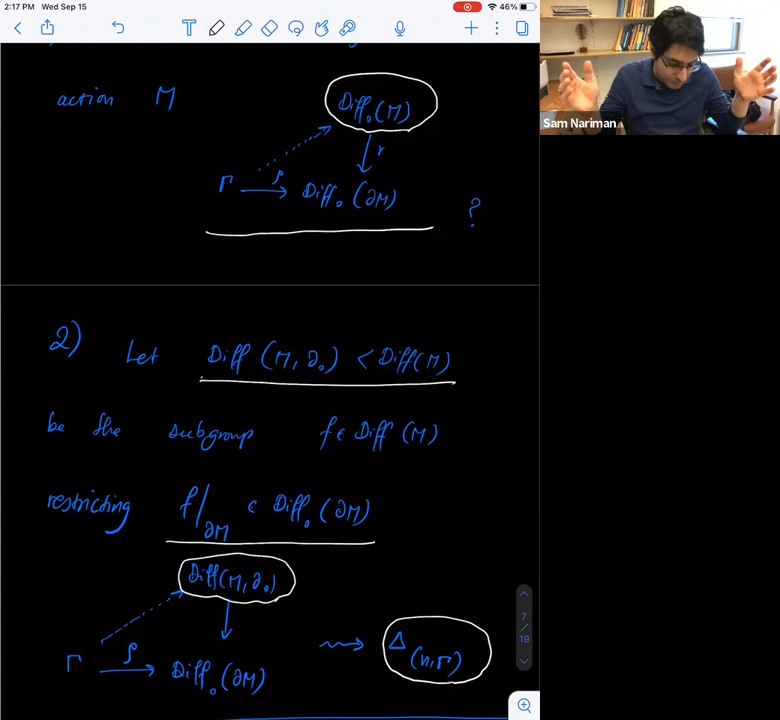 2:17 PM Wed Sep 15
46%
Sam Nariman
action M
Diff₀(M)
r
Γ ρ Diff₀(∂M)
?
2) Let Diff(M, ∂₀) < Diff(M)
be the subgroup f ∈ Diff(M)
restricting f/∂M ∈ Diff₀(∂M)
Diff(M, ∂₀)
Γ ρ Diff₀(∂M) ⇝ Δ(M,Γ)
7
/
19